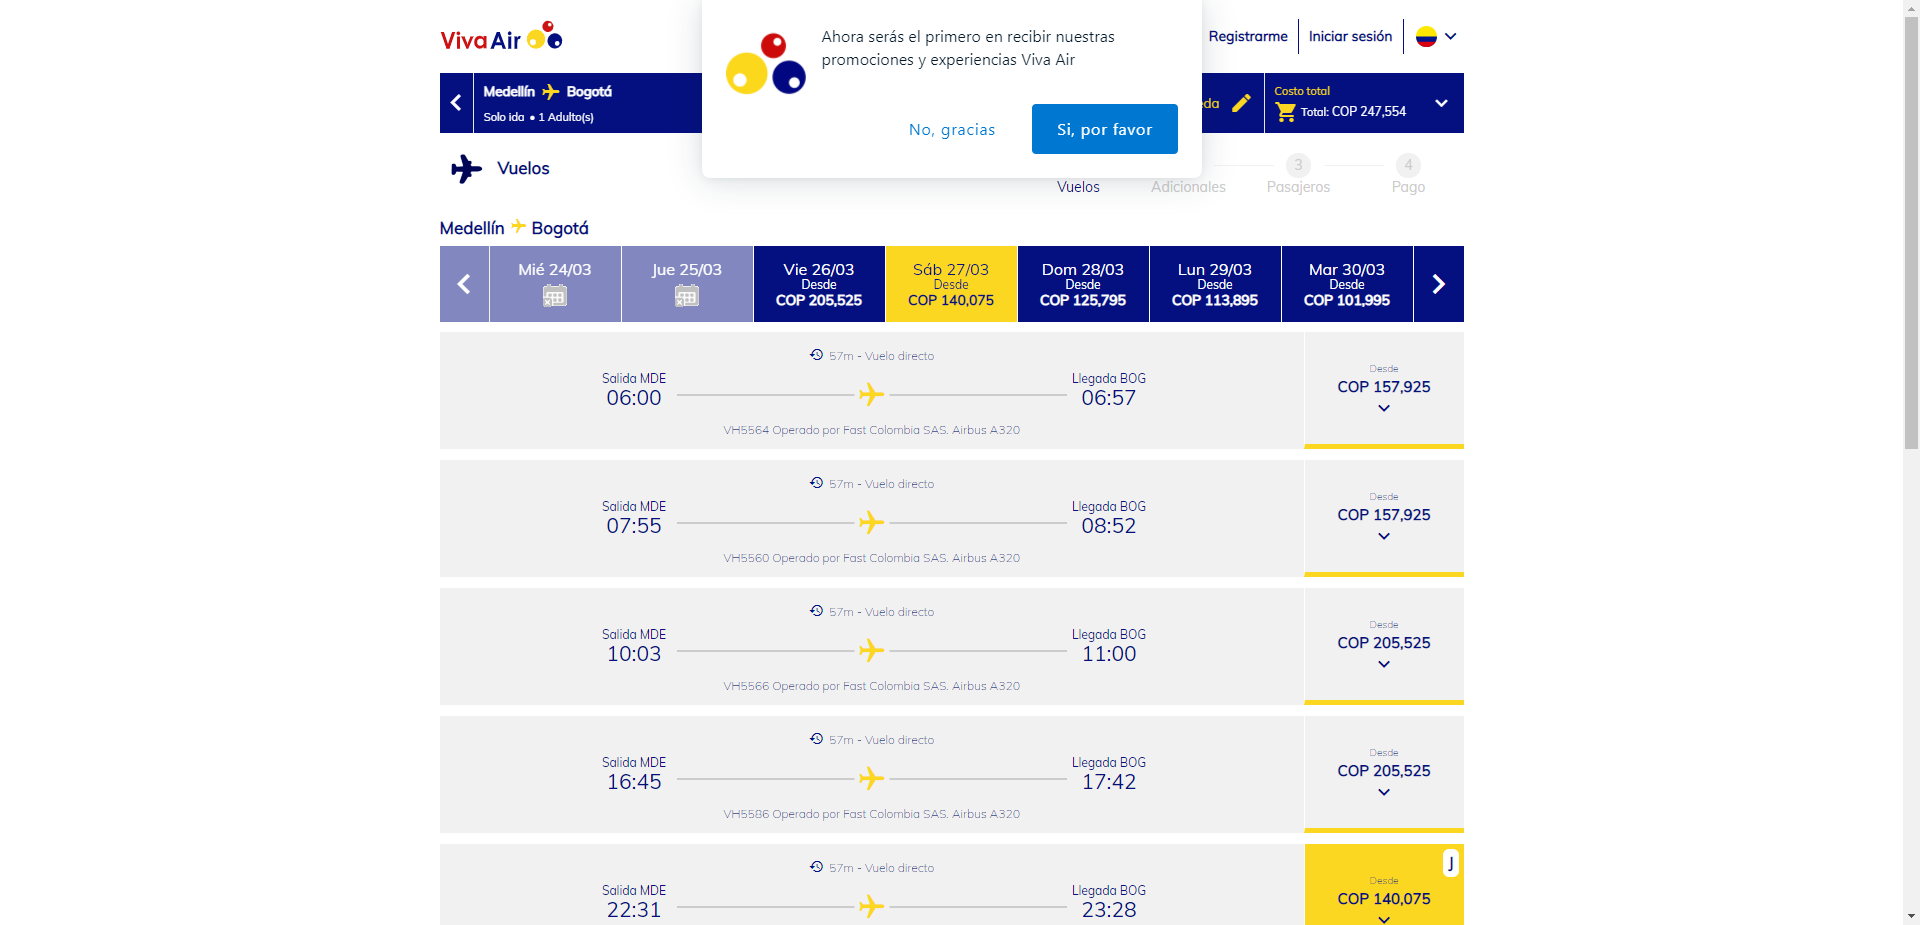 Viva Air
Ahora serás el primero en recibir nuestras
promociones y experiencias Viva Air
No, gracias
Si, por favor
Registrarme
Iniciar sesión
Medellín Bogotá
Solo ida • 1 Adulto(s)
Costo total
Total: COP 247,554
Vuelos
Vuelos
Adicionales
3
Pasajeros
4
Pago
Medellín Bogotá
Mié 24/03
Jue 25/03
Vie 26/03
Desde
COP 205,525
Sáb 27/03
Desde
COP 140,075
Dom 28/03
Desde
COP 125,795
Lun 29/03
Desde
COP 113,895
Mar 30/03
Desde
COP 101,995
57m - Vuelo directo
Salida MDE
06:00
Llegada BOG
06:57
VH5564 Operado por Fast Colombia SAS. Airbus A320
Desde
COP 157,925
57m - Vuelo directo
Salida MDE
07:55
Llegada BOG
08:52
VH5560 Operado por Fast Colombia SAS. Airbus A320
Desde
COP 157,925
57m - Vuelo directo
Salida MDE
10:03
Llegada BOG
11:00
VH5566 Operado por Fast Colombia SAS. Airbus A320
Desde
COP 205,525
57m - Vuelo directo
Salida MDE
16:45
Llegada BOG
17:42
VH5586 Operado por Fast Colombia SAS. Airbus A320
Desde
COP 205,525
57m - Vuelo directo
Salida MDE
22:31
Llegada BOG
23:28
J
Desde
COP 140,075